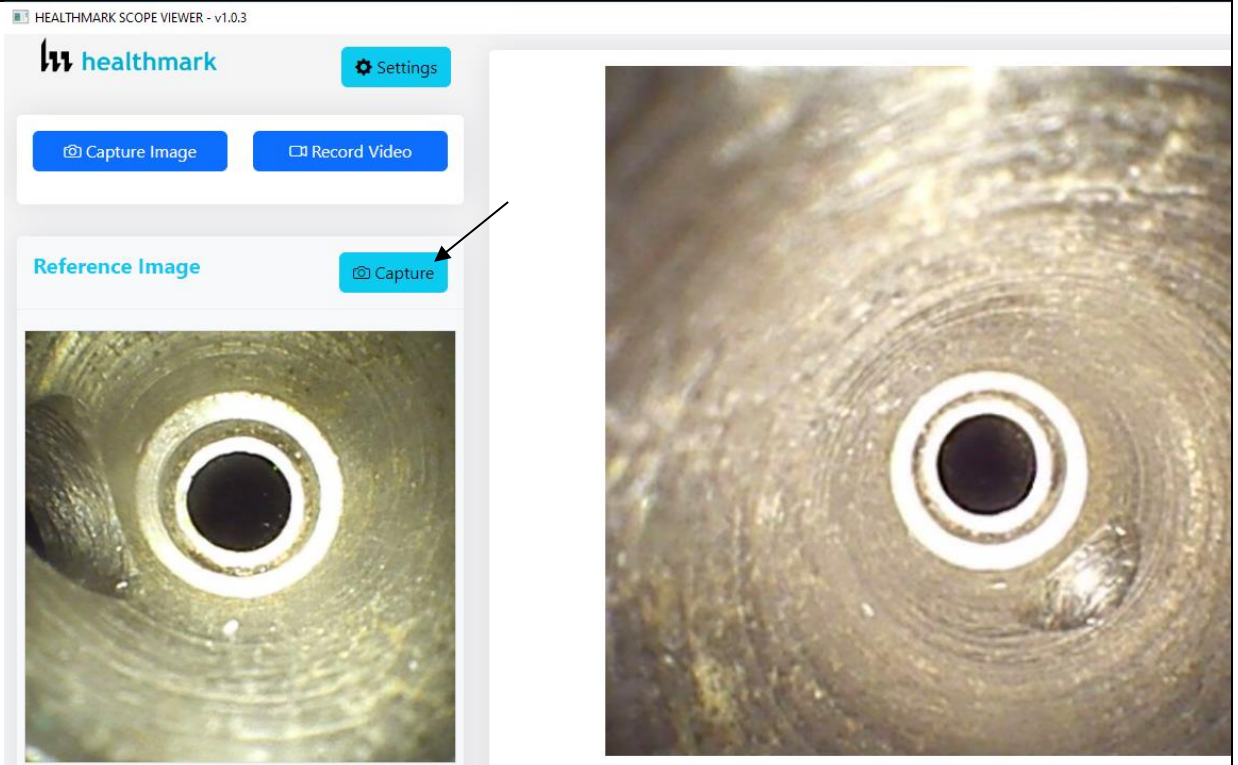 HEALTHMARK SCOPE VIEWER - v1.0.3
healthmark
Settings
Capture Image
Record Video
Reference Image
Capture